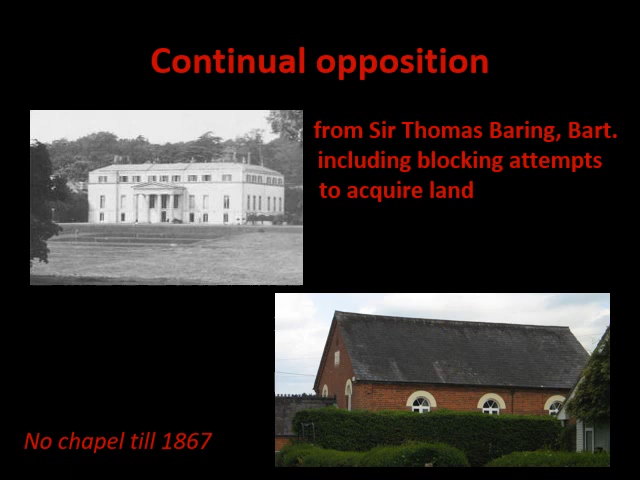 Continual opposition
from Sir Thomas Baring, Bart.
including blocking attempts
to acquire land
No chapel till 1867